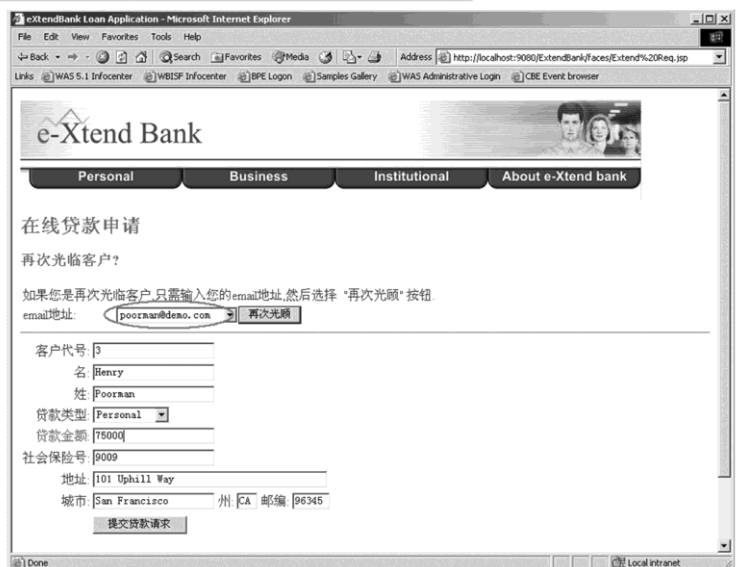 eXtendBank Loan Application - Microsoft Internet Explorer
File Edit View Favorites Tools Help
Back Search Favorites Media Address http://localhost:9080/ExtendBank/faces/Extend%20Req.jsp
Links WAS 5.1 Infocenter WBISF Infocenter BPE Logon Samples Gallery WAS Administrative Login CBE Event browser
e-Xtend Bank
Personal Business Institutional About e-Xtend bank
在线贷款申请
再次光临客户?
如果您是再次光临客户,只需输入您的email地址,然后选择 "再次光顾" 按钮.
email地址: poorman@demo.com 再次光顾
客户代号: 3
名: Henry
姓: Poorman
贷款类型: Personal
贷款金额: 75000
社会保险号: 9009
地址: 101 Uphill Way
城市: San Francisco 州: CA 邮编: 96345
提交贷款请求
Done Local intranet